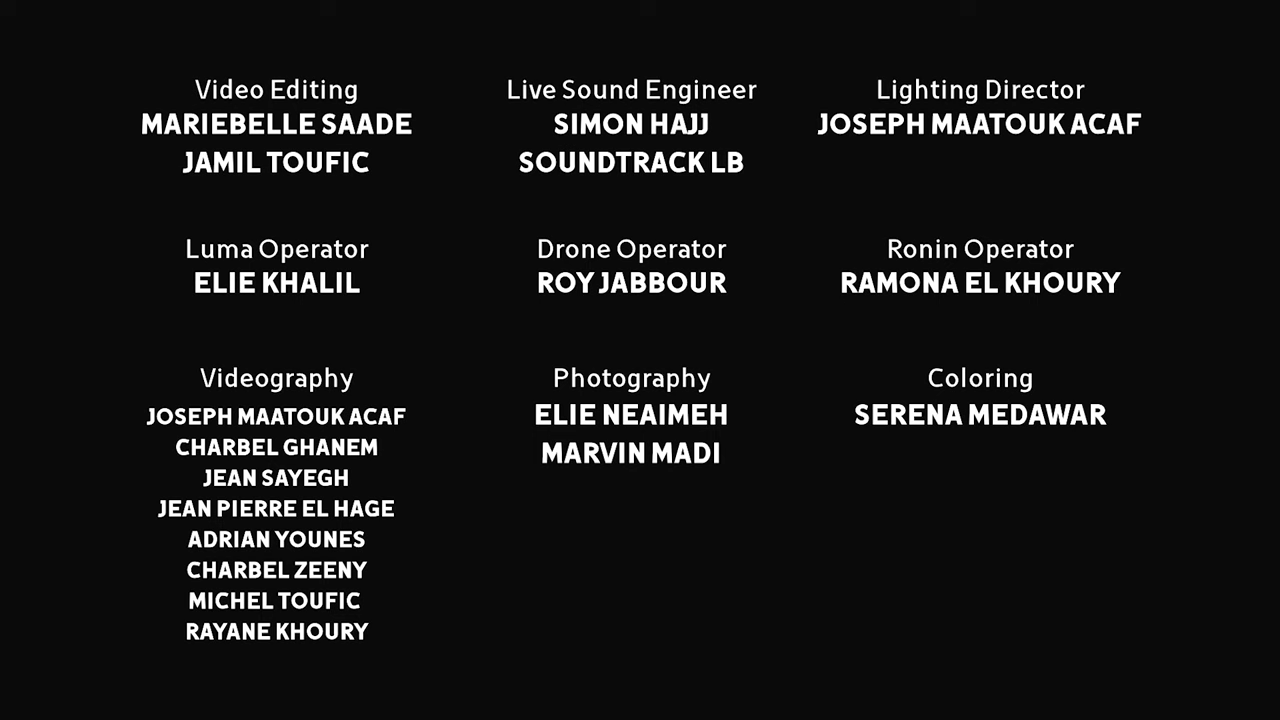 Video Editing
MARIEBELLE SAADE
JAMIL TOUFIC
Live Sound Engineer
SIMON HAJJ
SOUNDTRACK LB
Lighting Director
JOSEPH MAATOUK ACAF
Luma Operator
ELIE KHALIL
Drone Operator
ROY JABBOUR
Ronin Operator
RAMONA EL KHOURY
Videography
JOSEPH MAATOUK ACAF
CHARBEL GHANEM
JEAN SAYEGH
JEAN PIERRE EL HAGE
ADRIAN YOUNES
CHARBEL ZEENY
MICHEL TOUFIC
RAYANE KHOURY
Photography
ELIE NEAIMEH
MARVIN MADI
Coloring
SERENA MEDAWAR